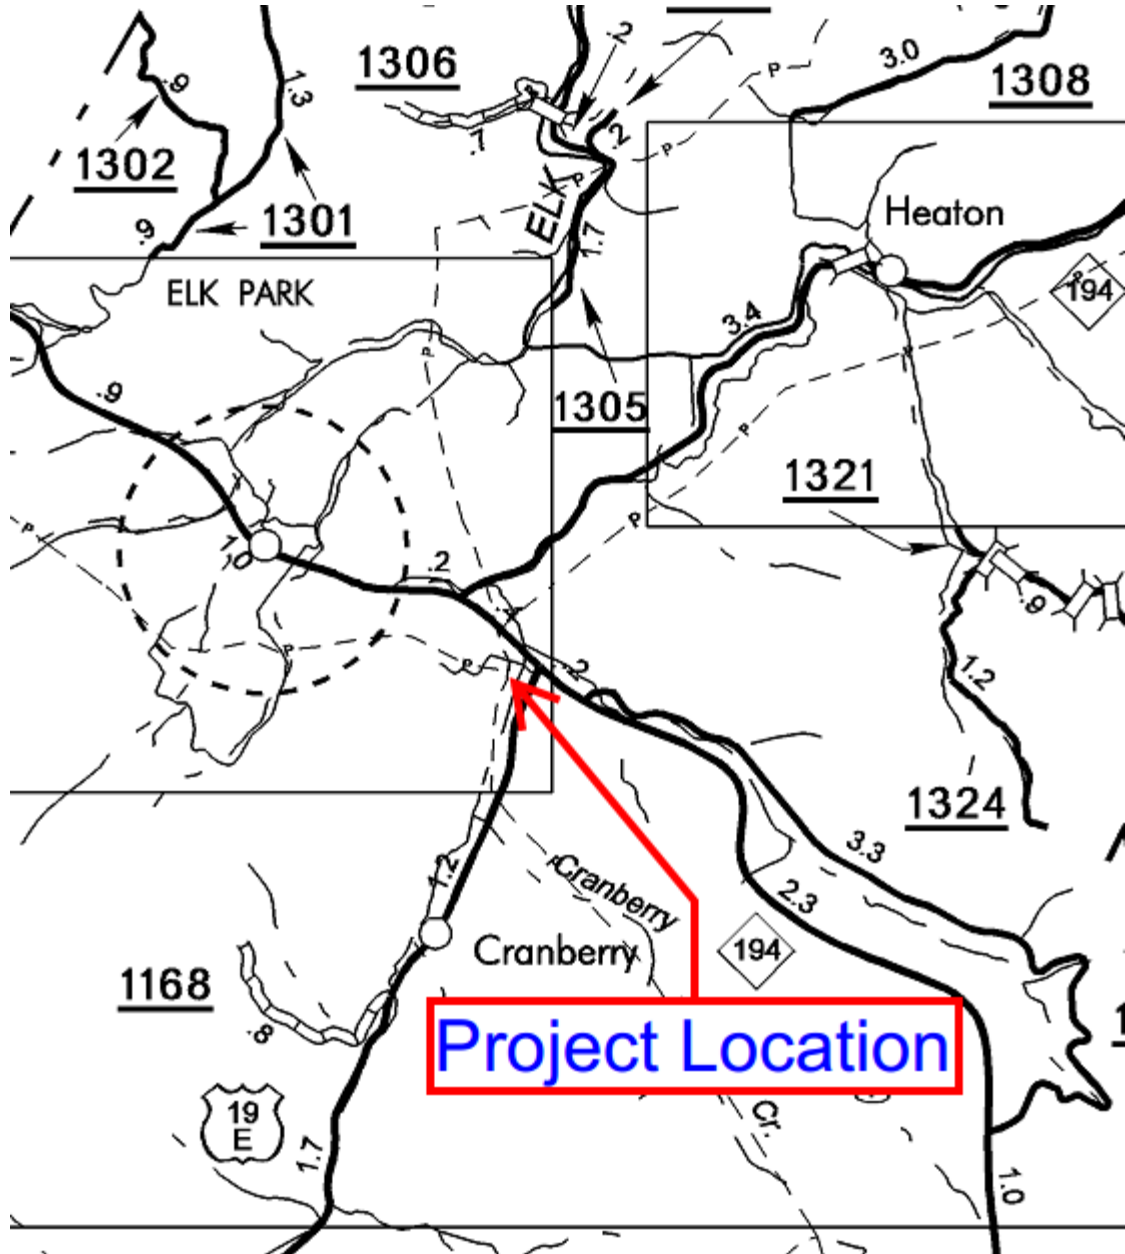 .2
3.0
1306
1308
.9
1.3
P
.7
.2
1302
P
P
ELK
1301
Heaton
.9
1.7
ELK PARK
194
P
3.4
P
P
.9
1305
P
1321
P
P
1.0
.2
.9
P
P
.2
1.2
1324
3.3
1.2
Cranberry
2.3
Cranberry
194
1168
.8
Project Location
19
E
Cr.
1.7
1.0